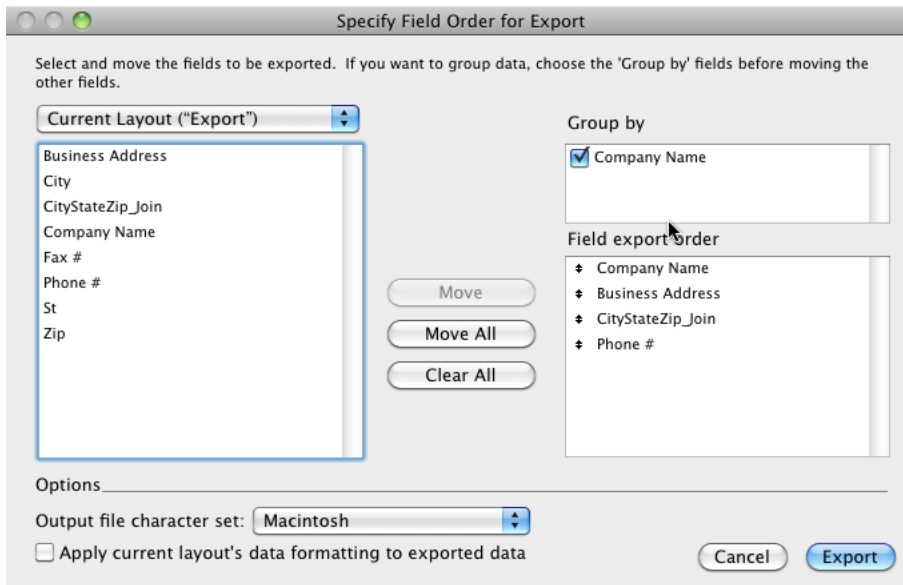 Specify Field Order for Export
Select and move the fields to be exported.  If you want to group data, choose the 'Group by' fields before moving the
other fields.
Current Layout (“Export”)
Business Address
City
CityStateZip_Join
Company Name
Fax #
Phone #
St
Zip
Move
Move All
Clear All
Group by
Company Name
Field export order
Company Name
Business Address
CityStateZip_Join
Phone #
Options
Output file character set: Macintosh
Apply current layout's data formatting to exported data
Cancel
Export